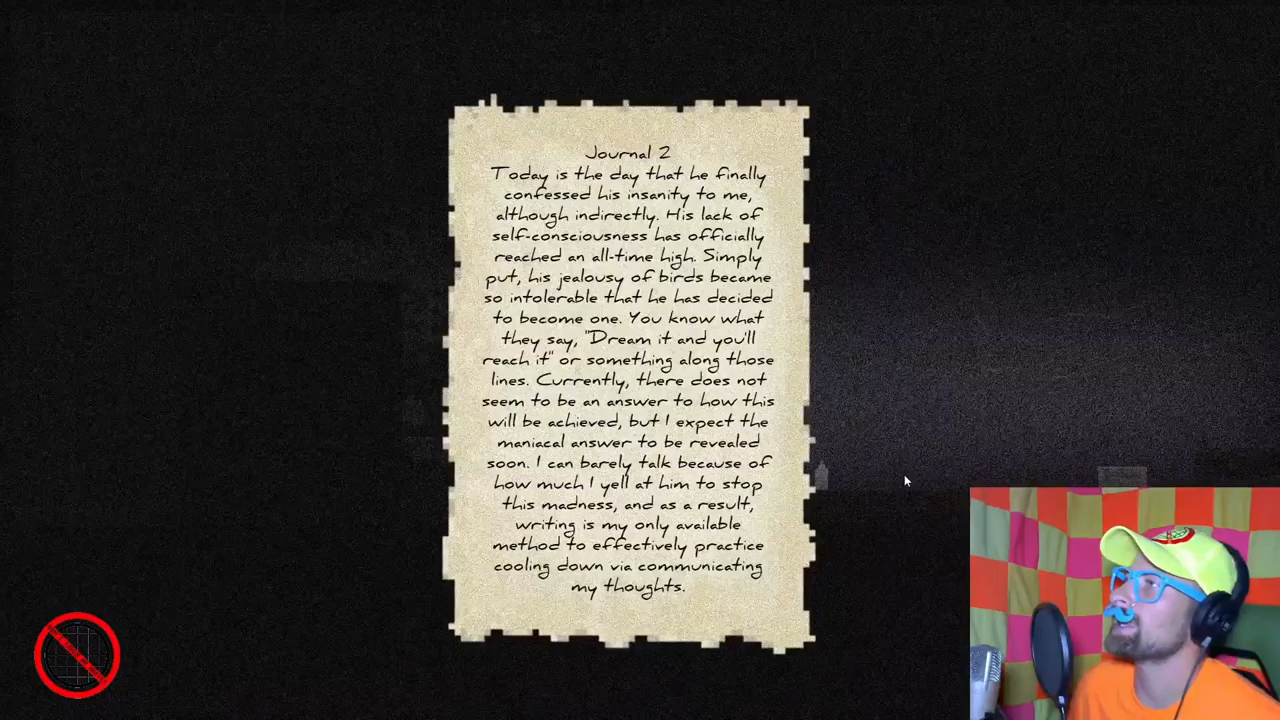 Journal 2
Today is the day that he finally
confessed his insanity to me,
although indirectly. His lack of
self-consciousness has officially
reached an all-time high. Simply
put, his jealousy of birds became
so intolerable that he has decided
to become one. You know what
they say, "Dream it and you'll
reach it" or something along those
lines. Currently, there does not
seem to be an answer to how this
will be achieved, but I expect the
maniacal answer to be revealed
soon. I can barely talk because of
how much I yell at him to stop
this madness, and as a result,
writing is my only available
method to effectively practice
cooling down via communicating
my thoughts.